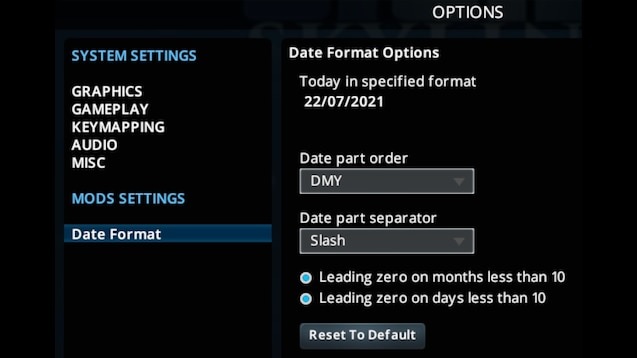 OPTIONS
SYSTEM SETTINGS
GRAPHICS
GAMEPLAY
KEYMAPPING
AUDIO
MISC
MODS SETTINGS
Date Format
Date Format Options
Today in specified format
22/07/2021
Date part order
DMY
Date part separator
Slash
Leading zero on months less than 10
Leading zero on days less than 10
Reset To Default